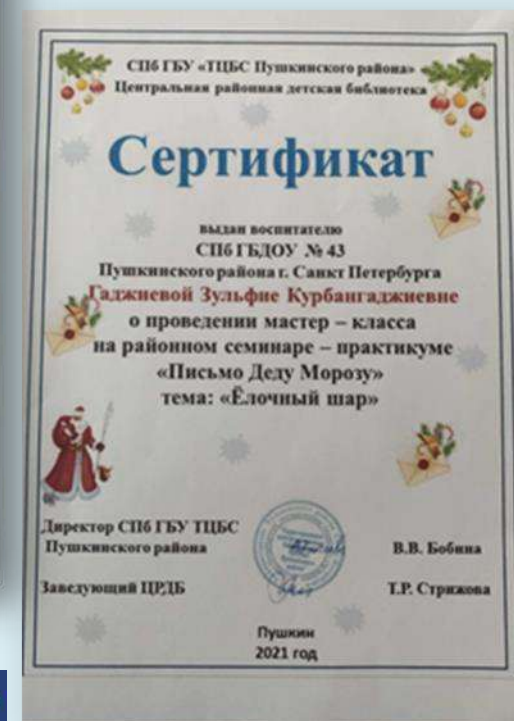 СПб ГБУ «ТЦБС Пушкинского района»
Центральная районная детская библиотека
Сертификат
выдан воспитателю
СПб ГБДОУ № 43
Пушкинского района г. Санкт Петербурга
Гаджиевой Зульфие Курбангаджиевне
о проведении мастер – класса
на районном семинаре – практикуме
«Письмо Деду Морозу»
тема: «Ёлочный шар»
Директор СПб ГБУ ТЦБС
Пушкинского района В.В. Бобина
Заведующий ЦРДБ Т.Р. Стрижова
Пушкин
2021 год